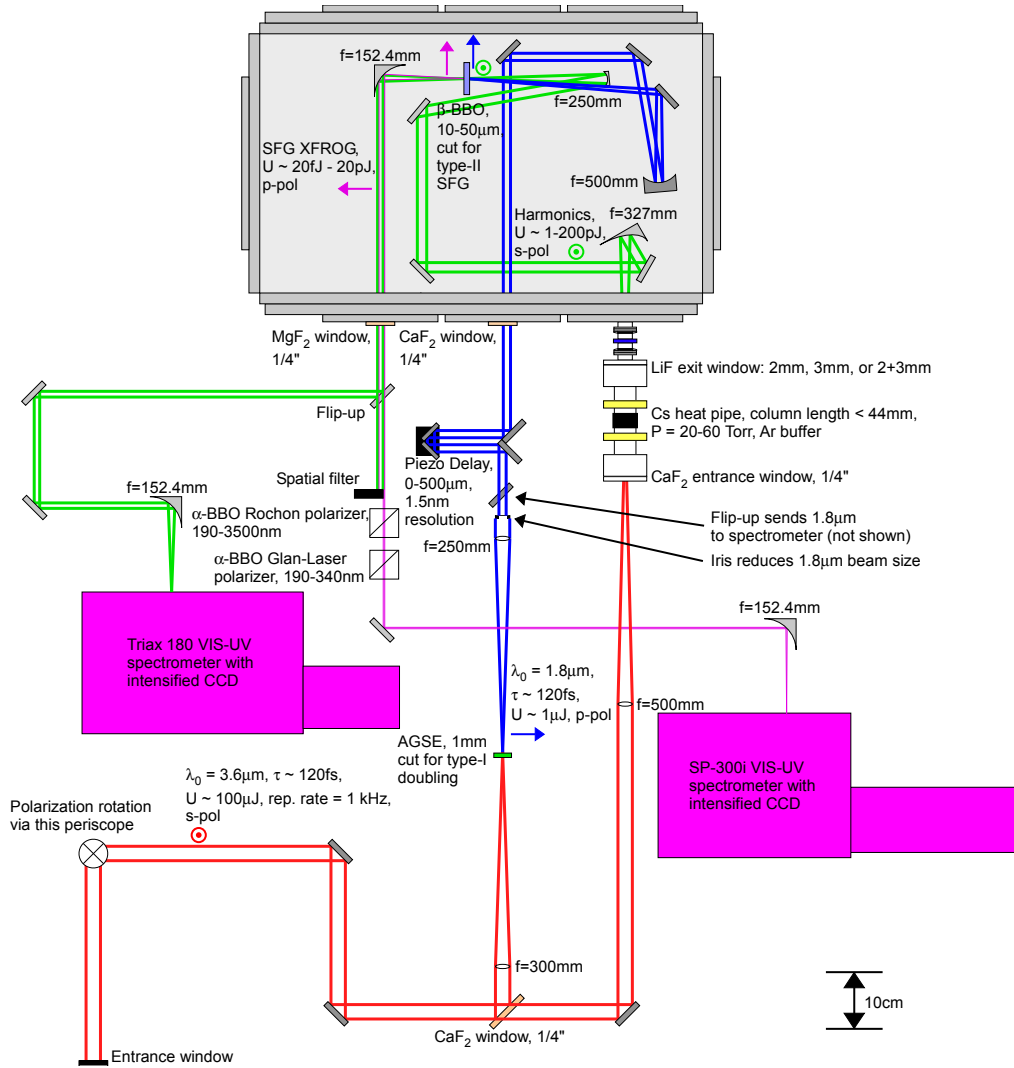 f=152.4mm
β-BBO,
10-50μm,
cut for
type-II
SFG
f=250mm
SFG XFROG,
U ~ 20fJ - 20pJ,
p-pol
f=500mm
Harmonics,
U ~ 1-200pJ,
s-pol
f=327mm
MgF2 window,
1/4"
CaF2 window,
1/4"
LiF exit window: 2mm, 3mm, or 2+3mm
Flip-up
Cs heat pipe, column length < 44mm,
P = 20-60 Torr, Ar buffer
Piezo Delay,
0-500μm,
1.5nm
resolution
CaF2 entrance window, 1/4"
Spatial filter
f=152.4mm
α-BBO Rochon polarizer,
190-3500nm
Flip-up sends 1.8μm
to spectrometer (not shown)
f=250mm
Iris reduces 1.8μm beam size
α-BBO Glan-Laser
polarizer, 190-340nm
f=152.4mm
Triax 180 VIS-UV
spectrometer with
intensified CCD
λ0 = 1.8μm,
τ ~ 120fs,
U ~ 1μJ, p-pol
f=500mm
AGSE, 1mm
cut for type-I
doubling
SP-300i VIS-UV
spectrometer with
intensified CCD
λ0 = 3.6μm, τ ~ 120fs,
U ~ 100μJ, rep. rate = 1 kHz,
s-pol
Polarization rotation
via this periscope
f=300mm
10cm
CaF2 window, 1/4"
Entrance window